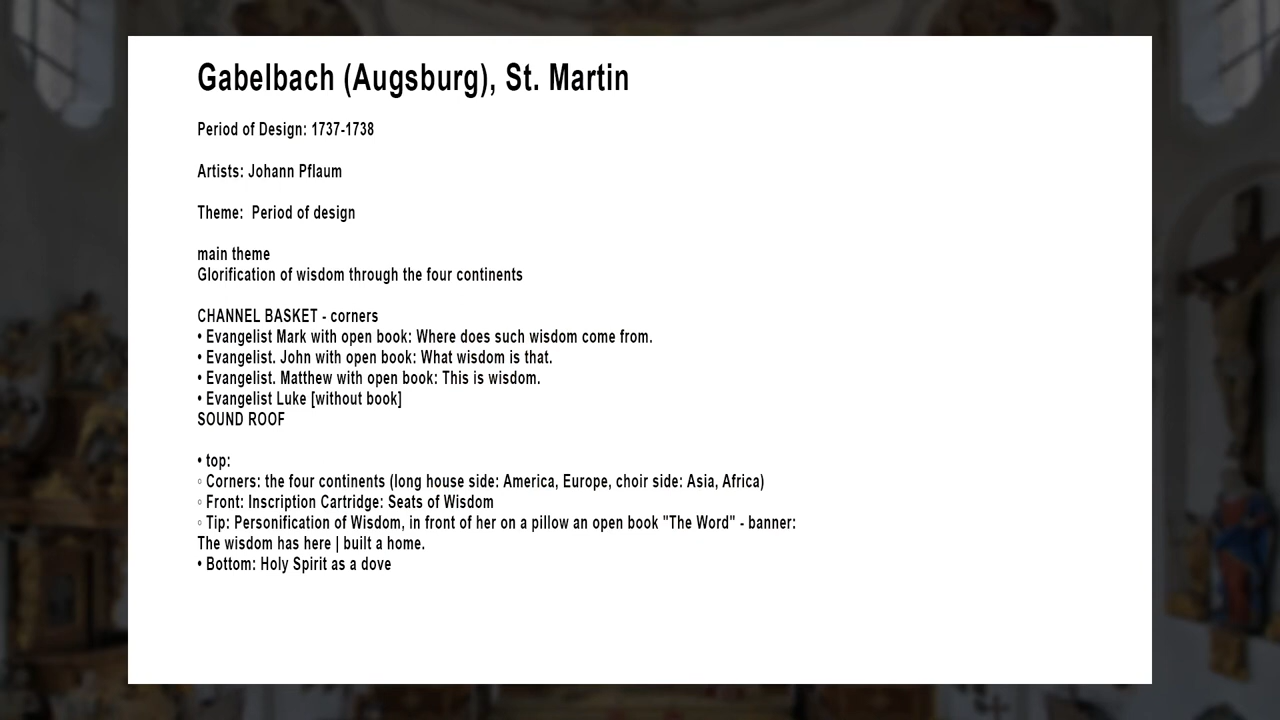 Gabelbach (Augsburg), St. Martin
Period of Design: 1737-1738
Artists: Johann Pflaum
Theme:  Period of design
main theme
Glorification of wisdom through the four continents
CHANNEL BASKET - corners
• Evangelist Mark with open book: Where does such wisdom come from.
• Evangelist. John with open book: What wisdom is that.
• Evangelist. Matthew with open book: This is wisdom.
• Evangelist Luke [without book]
SOUND ROOF
• top:
◦ Corners: the four continents (long house side: America, Europe, choir side: Asia, Africa)
◦ Front: Inscription Cartridge: Seats of Wisdom
◦ Tip: Personification of Wisdom, in front of her on a pillow an open book "The Word" - banner:
The wisdom has here | built a home.
• Bottom: Holy Spirit as a dove